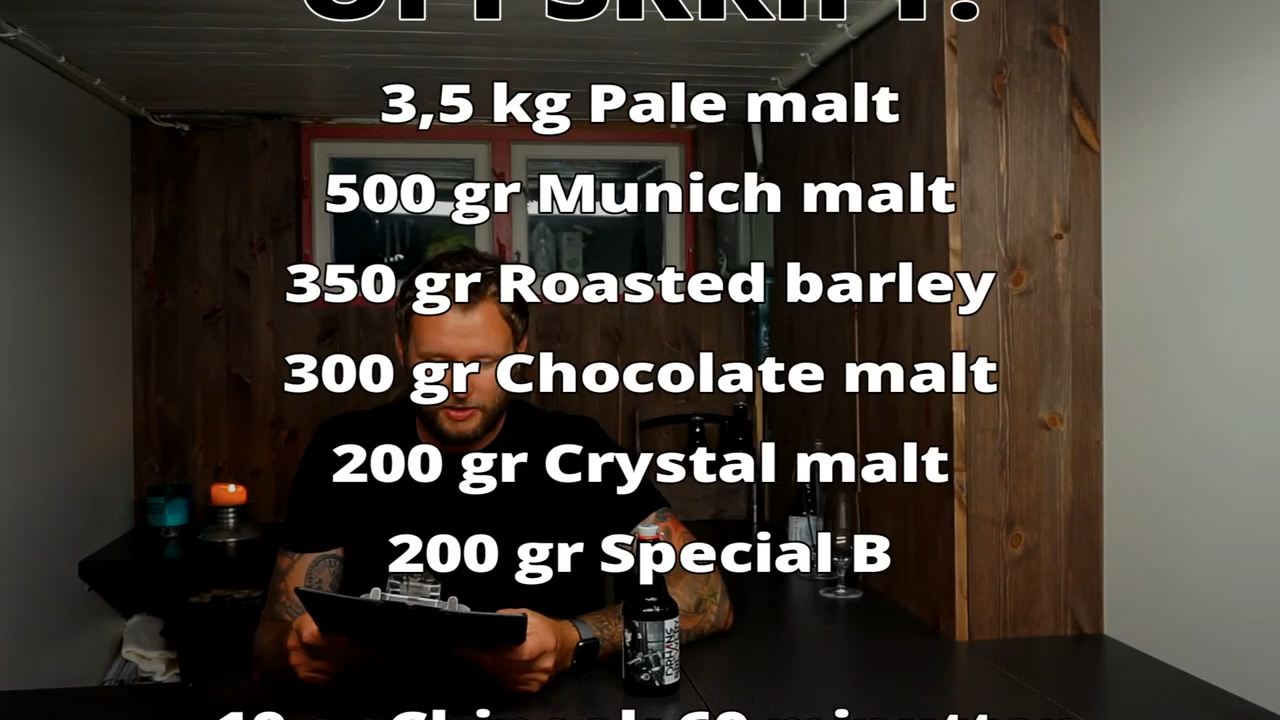 OPPSKRIFT:
3,5 kg Pale malt
500 gr Munich malt
350 gr Roasted barley
300 gr Chocolate malt
200 gr Crystal malt
200 gr Special B